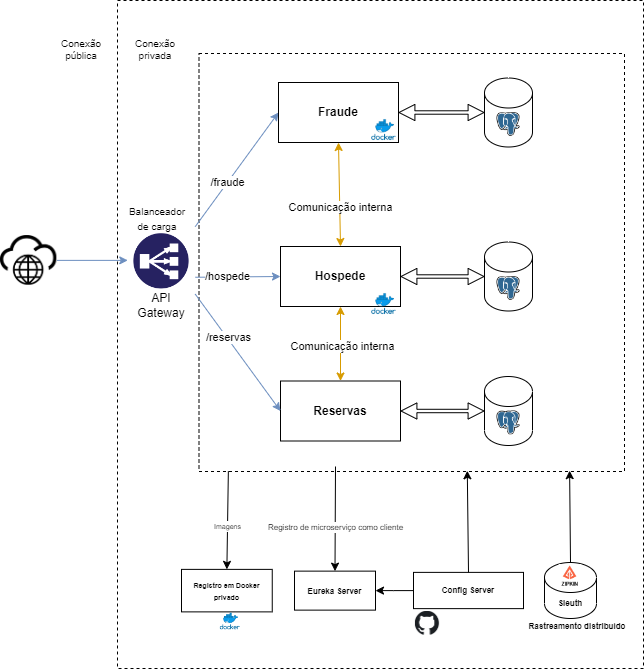 Conexão
pública
Conexão
privada
Fraude
docker
/fraude
Comunicação interna
Balanceador
de carga
/hospede
Hospede
docker
API
Gateway
/reservas
Comunicação interna
Reservas
Imagens
Registro de microserviço como cliente
Registro em Docker
privado
docker
Eureka Server
Config Server
ZIPKIN
Sleuth
Rastreamento distribuido